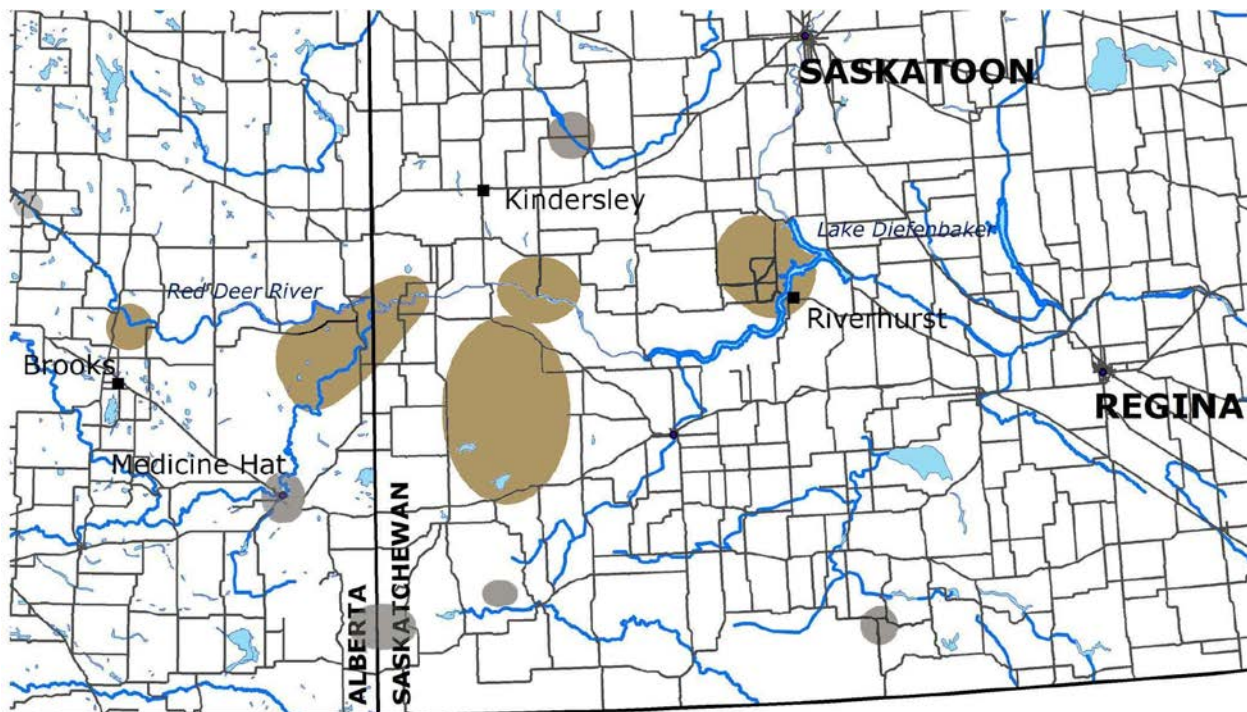 SASKATOON
Kindersley
Lake Diefenbaker
Red Deer River
Riverhurst
Brooks
REGINA
Medicine Hat
ALBERTA
SASKATCHEWAN